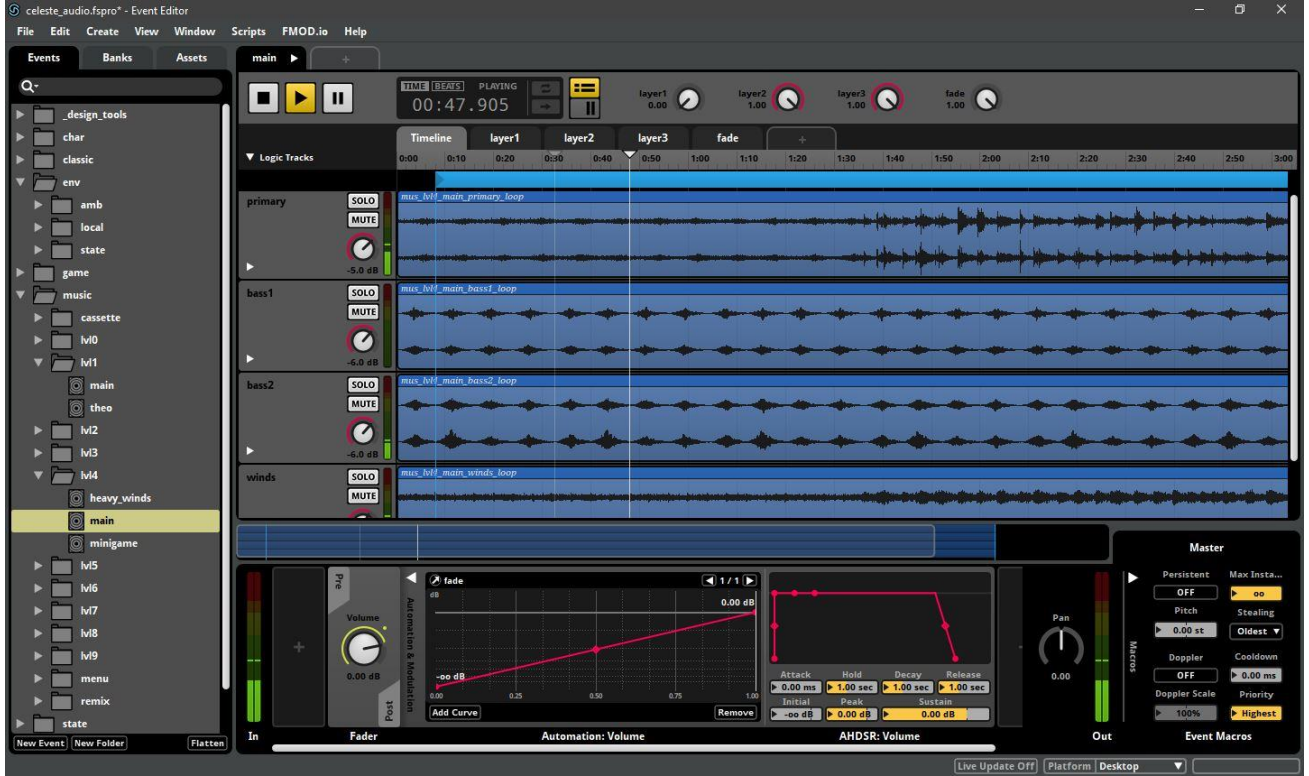 celeste_audio.fspro* - Event Editor
File Edit Create View Window Scripts FMOD.io Help
Events Banks Assets
main
_design_tools
char
classic
env
amb
local
state
game
music
cassette
lvl0
lvl1
main
theo
lvl2
lvl3
lvl4
heavy_winds
main
minigame
lvl5
lvl6
lvl7
lvl8
lvl9
menu
remix
state
New Event New Folder Flatten
TIME BEATS PLAYING
00:47.905
layer1
0.00
layer2
1.00
layer3
1.00
fade
1.00
Timeline layer1 layer2 layer3 fade
Logic Tracks
0:00 0:10 0:20 0:30 0:40 0:50 1:00 1:10 1:20 1:30 1:40 1:50 2:00 2:10 2:20 2:30 2:40 2:50 3:00
primary SOLO
MUTE
-5.0 dB
mus_lvl4_main_primary_loop
bass1 SOLO
MUTE
-6.0 dB
mus_lvl4_main_bass1_loop
bass2 SOLO
MUTE
-6.0 dB
mus_lvl4_main_bass2_loop
winds SOLO
MUTE
mus_lvl4_main_winds_loop
In
Pre
Volume
0.00 dB
Post
Fader
Automation & Modulation
fade 1 / 1
dB
0.00 dB
-oo dB
0.00 0.25 0.50 0.75 1.00
Add Curve Remove
Automation: Volume
Attack Hold Decay Release
0.00 ms 1.00 sec 1.00 sec 1.00 sec
Initial Peak Sustain
-oo dB 0.00 dB 0.00 dB
AHDSR: Volume
Pan
0.00
Out
Macros
Master
Persistent Max Insta...
OFF oo
Pitch Stealing
0.00 st Oldest
Doppler Cooldown
OFF 0.00 ms
Doppler Scale Priority
100% Highest
Event Macros
Live Update Off Platform Desktop